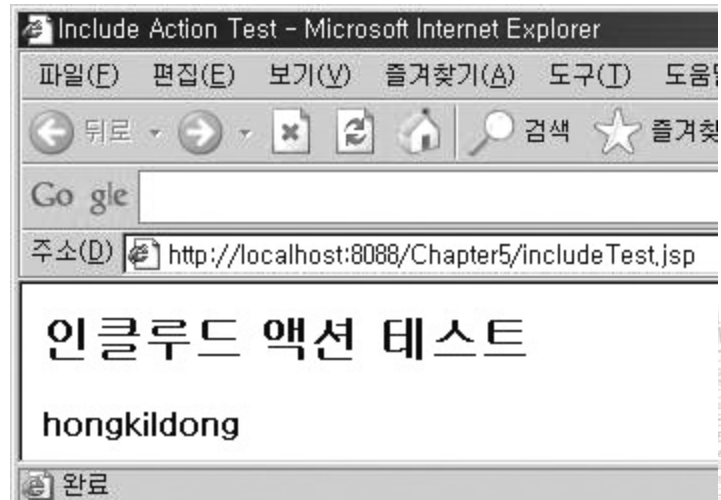 Include Action Test - Microsoft Internet Explorer
파일(F) 편집(E) 보기(V) 즐겨찾기(A) 도구(T)
뒤로 검색
Go gle
주소(D) http://localhost:8088/Chapter5/includeTest.jsp
인클루드 액션 테스트
hongkildong
완료